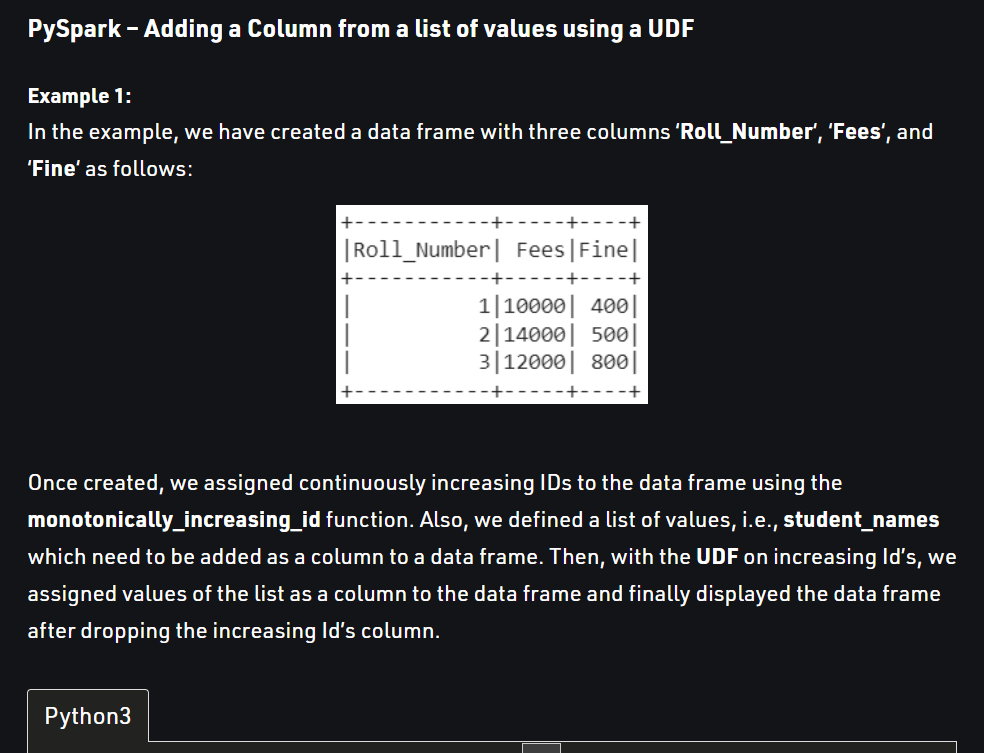 PySpark – Adding a Column from a list of values using a UDF
Example 1:
In the example, we have created a data frame with three columns ‘Roll_Number‘, ‘Fees‘, and
‘Fine‘ as follows:
+-----------+-----+----+
|Roll_Number| Fees|Fine|
+-----------+-----+----+
|          1|10000| 400|
|          2|14000| 500|
|          3|12000| 800|
+-----------+-----+----+
Once created, we assigned continuously increasing IDs to the data frame using the
monotonically_increasing_id function. Also, we defined a list of values, i.e., student_names
which need to be added as a column to a data frame. Then, with the UDF on increasing Id’s, we
assigned values of the list as a column to the data frame and finally displayed the data frame
after dropping the increasing Id’s column.
Python3